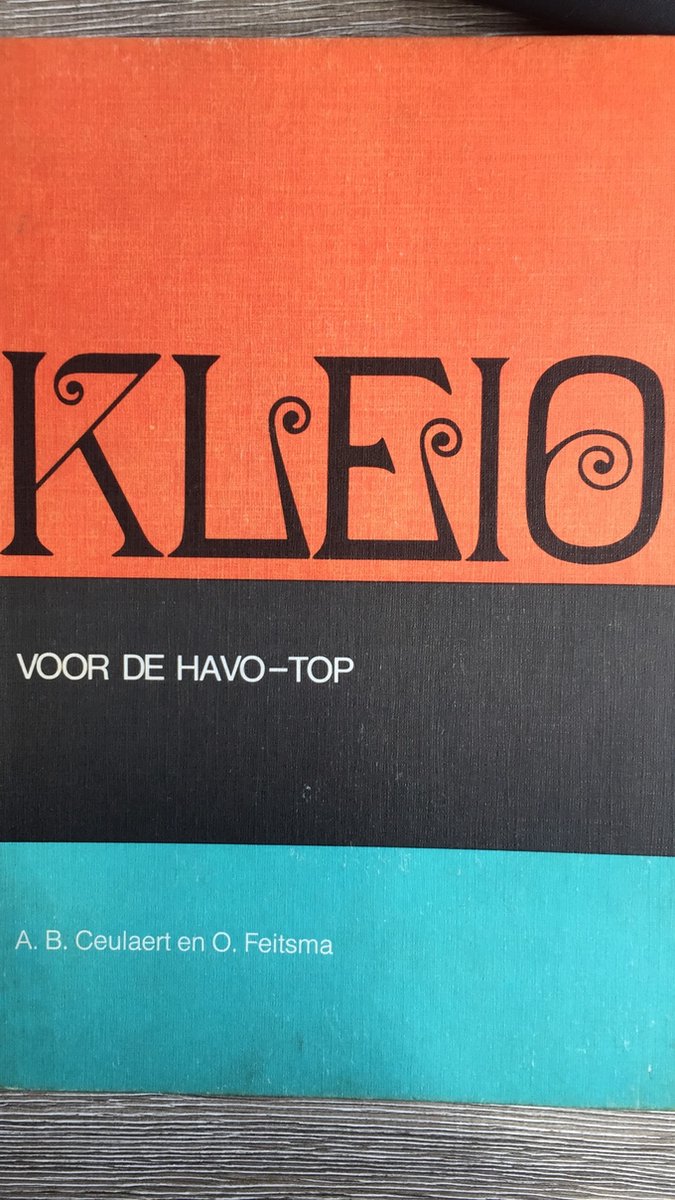 KLEIO
VOOR DE HAVO–TOP
A. B. Ceulaert en O. Feitsma